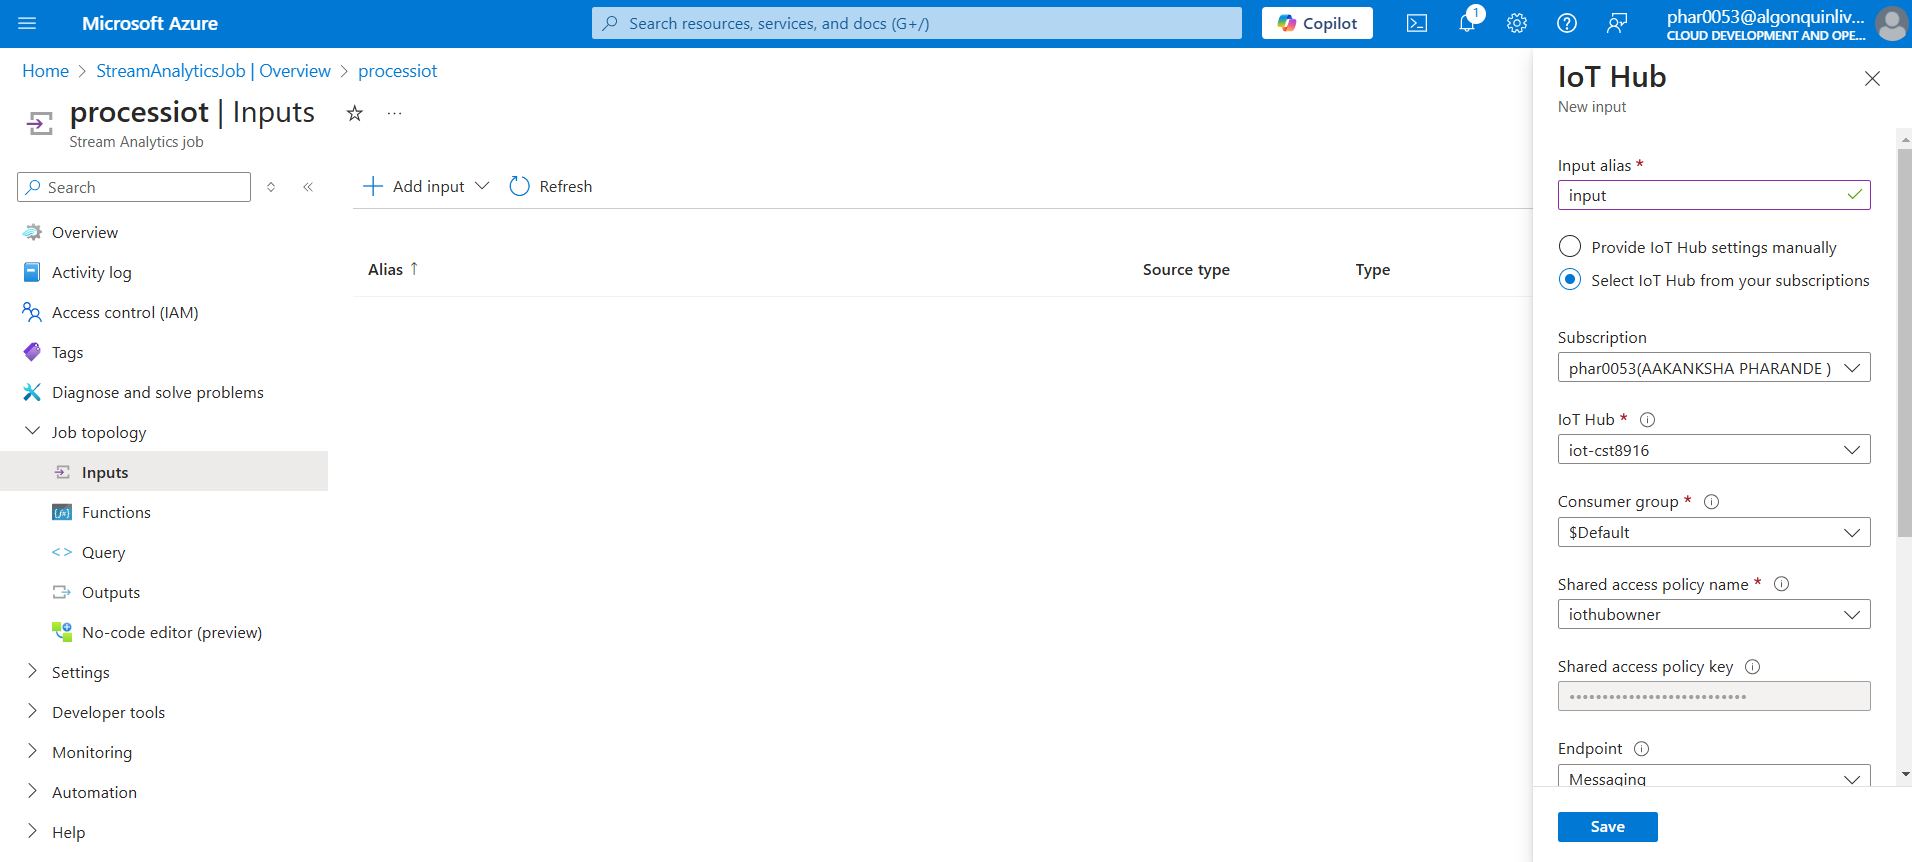 Microsoft Azure
Search resources, services, and docs (G+/)
Copilot
1
phar0053@algonquinliv...
CLOUD DEVELOPMENT AND OPE...
Home > StreamAnalyticsJob | Overview > processiot
processiot | Inputs
Stream Analytics job
Search
Overview
Activity log
Access control (IAM)
Tags
Diagnose and solve problems
Job topology
Inputs
Functions
Query
Outputs
No-code editor (preview)
Settings
Developer tools
Monitoring
Automation
Help
Add input
Refresh
Alias ↑ Source type Type
IoT Hub
New input
Input alias *
input
Provide IoT Hub settings manually
Select IoT Hub from your subscriptions
Subscription
phar0053(AAKANKSHA PHARANDE )
IoT Hub *
iot-cst8916
Consumer group *
$Default
Shared access policy name *
iothubowner
Shared access policy key
Endpoint
Messaging
Save